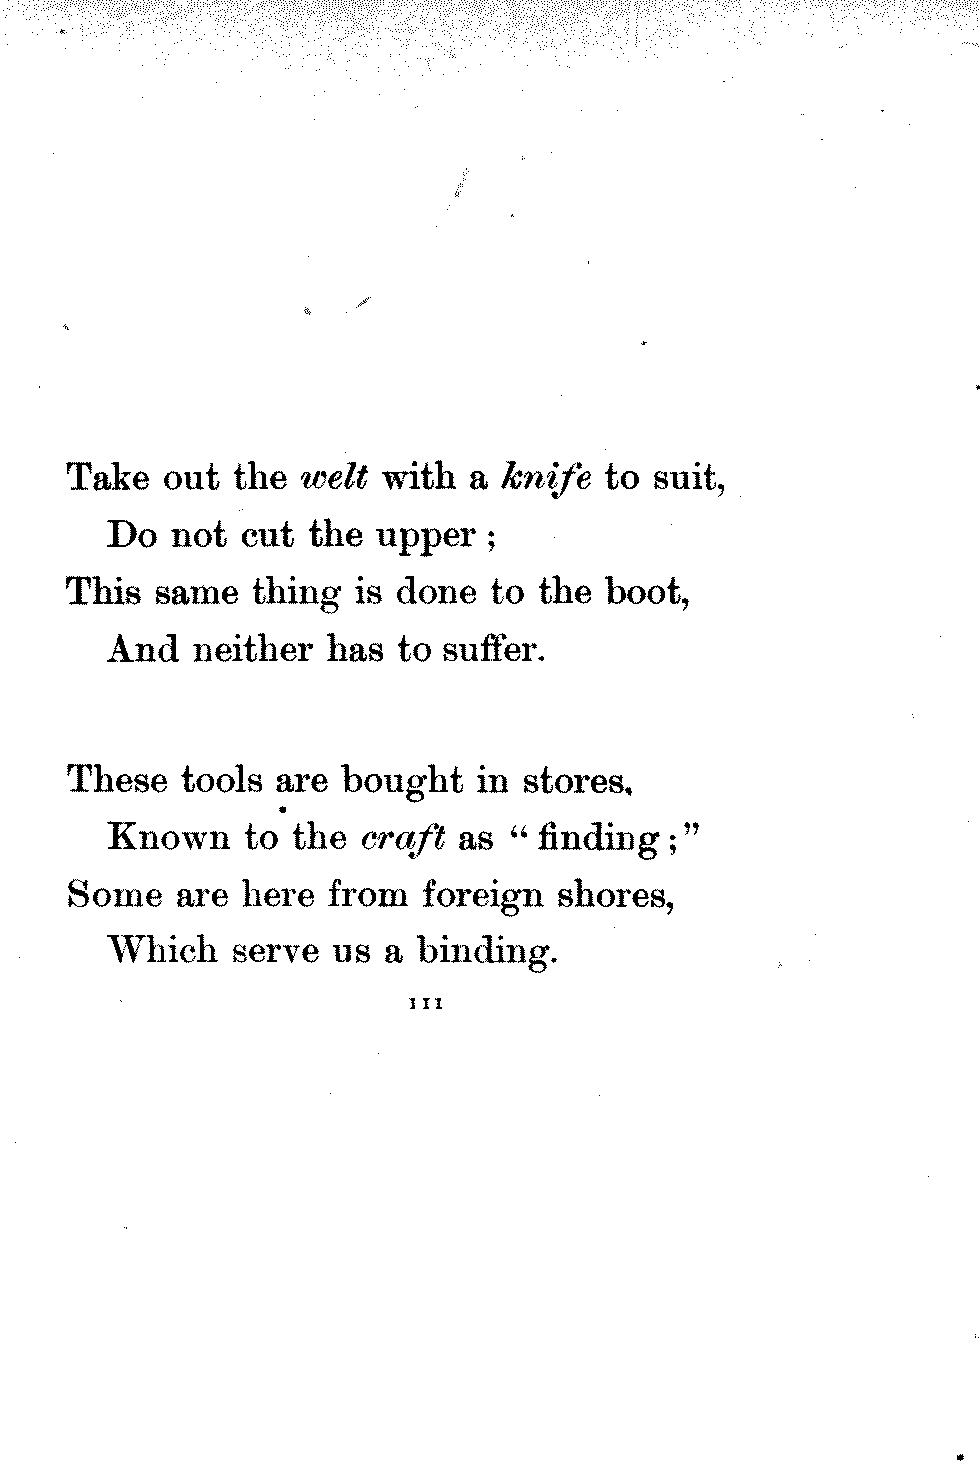 Take out the welt with a knife to suit,
Do not cut the upper ;
This same thing is done to the boot,
And neither has to suffer.
These tools are bought in stores,
Known to the craft as “ finding ; ”
Some are here from foreign shores,
Which serve us a binding.
111